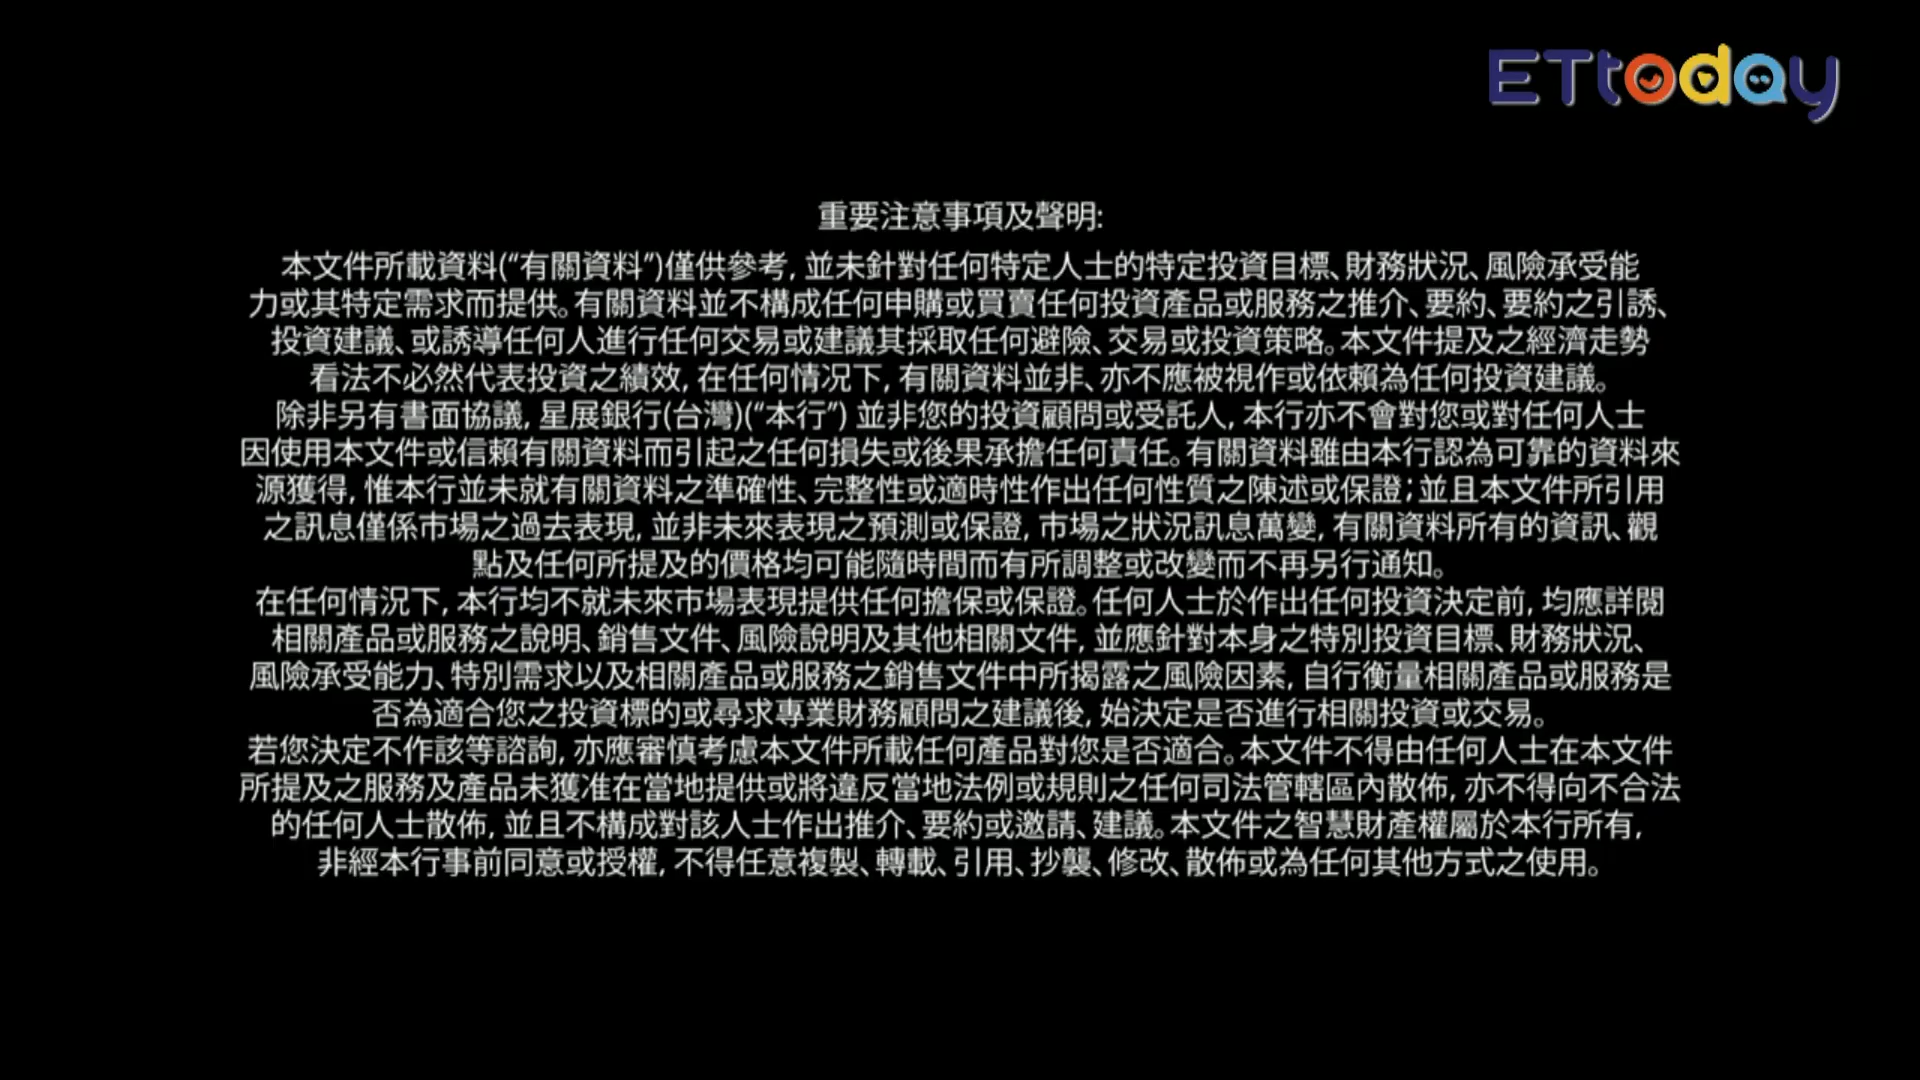 ETtoday
重要注意事項及聲明:
本文件所載資料(“有關資料”)僅供參考, 並未針對任何特定人士的特定投資目標、財務狀況、風險承受能
力或其特定需求而提供。有關資料並不構成任何申購或買賣任何投資產品或服務之推介、要約、要約之引誘、
投資建議、或誘導任何人進行任何交易或建議其採取任何避險、交易或投資策略。本文件提及之經濟走勢
看法不必然代表投資之績效, 在任何情況下, 有關資料並非、亦不應被視作或依賴為任何投資建議。
除非另有書面協議, 星展銀行(台灣)(“本行”) 並非您的投資顧問或受託人, 本行亦不會對您或對任何人士
因使用本文件或信賴有關資料而引起之任何損失或後果承擔任何責任。有關資料雖由本行認為可靠的資料來
源獲得, 惟本行並未就有關資料之準確性、完整性或適時性作出任何性質之陳述或保證；並且本文件所引用
之訊息僅係市場之過去表現, 並非未來表現之預測或保證, 市場之狀況訊息萬變, 有關資料所有的資訊、觀
點及任何所提及的價格均可能隨時間而有所調整或改變而不再另行通知。
在任何情況下, 本行均不就未來市場表現提供任何擔保或保證。任何人士於作出任何投資決定前, 均應詳閱
相關產品或服務之說明、銷售文件、風險說明及其他相關文件, 並應針對本身之特別投資目標、財務狀況、
風險承受能力、特別需求以及相關產品或服務之銷售文件中所揭露之風險因素, 自行衡量相關產品或服務是
否為適合您之投資標的或尋求專業財務顧問之建議後, 始決定是否進行相關投資或交易。
若您決定不作該等諮詢, 亦應審慎考慮本文件所載任何產品對您是否適合。本文件不得由任何人士在本文件
所提及之服務及產品未獲准在當地提供或將違反當地法例或規則之任何司法管轄區內散佈, 亦不得向不合法
的任何人士散佈, 並且不構成對該人士作出推介、要約或邀請、建議。本文件之智慧財產權屬於本行所有,
非經本行事前同意或授權, 不得任意複製、轉載、引用、抄襲、修改、散佈或為任何其他方式之使用。